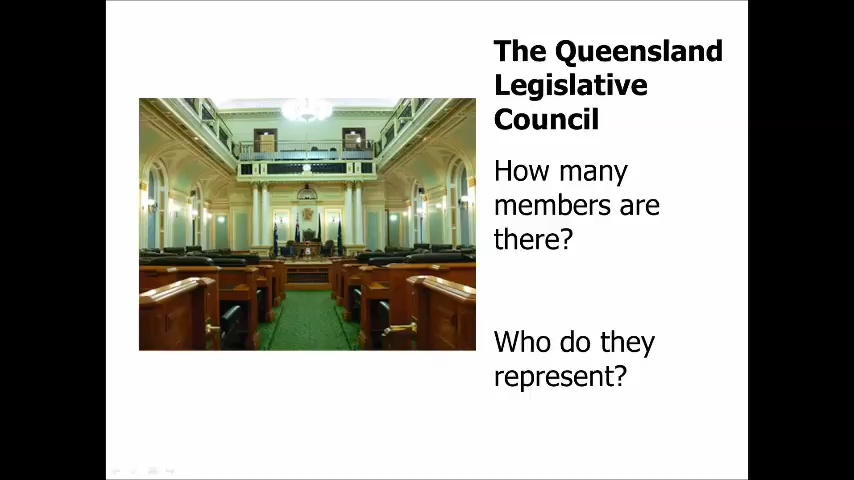 The Queensland
Legislative
Council
How many
members are
there?
Who do they
represent?